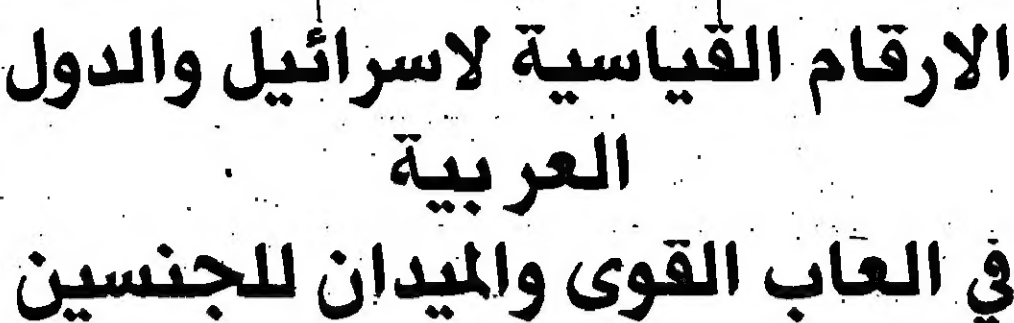 الارقام القياسية لاسرائيل والدول
العربية
في العاب القوى والميدان للجنسين